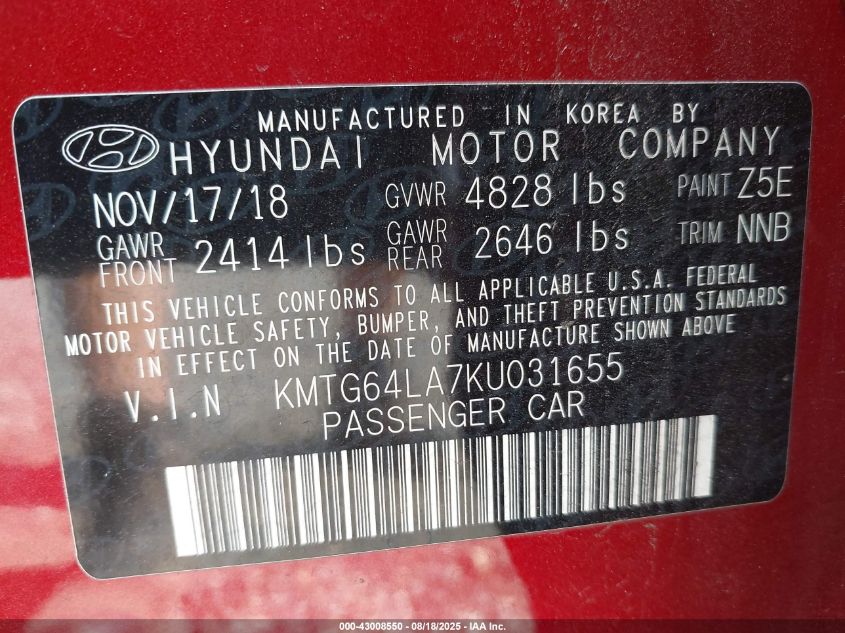 MANUFACTURED IN KOREA BY
HYUNDAI MOTOR COMPANY
NOV/17/18 GVWR 4828 lbs PAINT Z5E
GAWR FRONT 2414 lbs GAWR REAR 2646 lbs TRIM NNB
THIS VEHICLE CONFORMS TO ALL APPLICABLE U.S.A. FEDERAL
MOTOR VEHICLE SAFETY, BUMPER, AND THEFT PREVENTION STANDARDS
IN EFFECT ON THE DATE OF MANUFACTURE SHOWN ABOVE
V.I.N KMTG64LA7KU031655
PASSENGER CAR
000-43008550 - 08/18/2025 - IAA Inc.